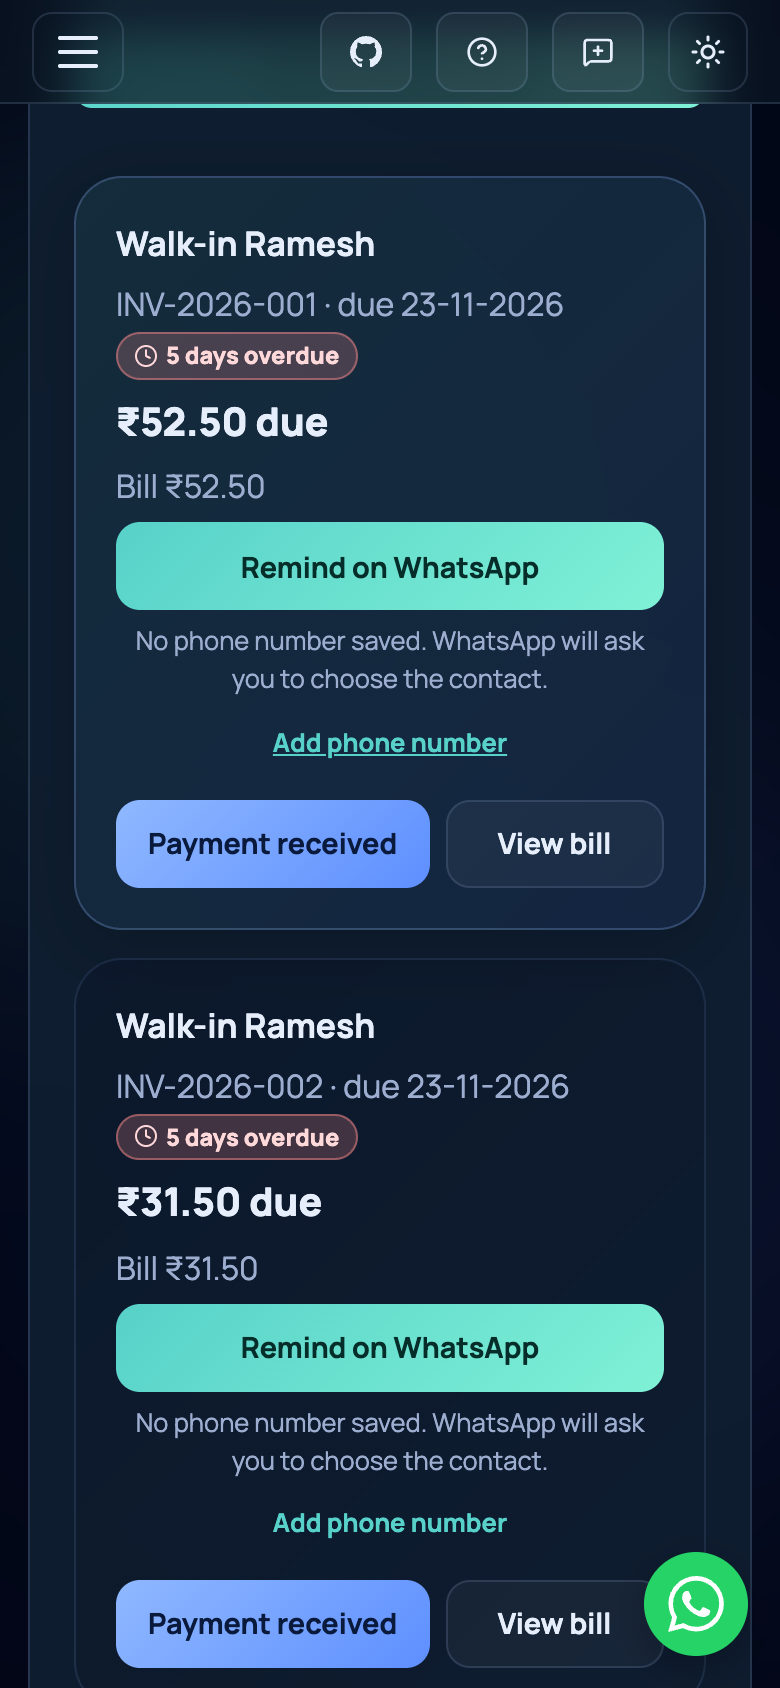 Walk-in Ramesh
INV-2026-001 · due 23-11-2026
5 days overdue
₹52.50 due
Bill ₹52.50
Remind on WhatsApp
No phone number saved. WhatsApp will ask
you to choose the contact.
Add phone number
Payment received
View bill
Walk-in Ramesh
INV-2026-002 · due 23-11-2026
5 days overdue
₹31.50 due
Bill ₹31.50
Remind on WhatsApp
No phone number saved. WhatsApp will ask
you to choose the contact.
Add phone number
Payment received
View bill